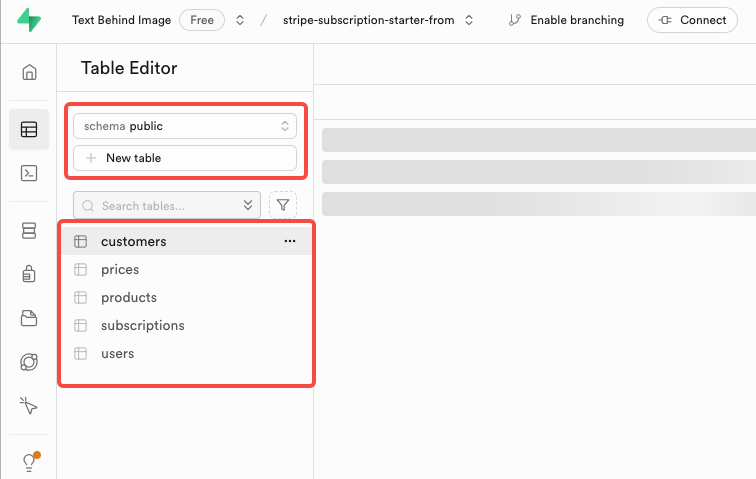 Text Behind Image Free / stripe-subscription-starter-from Enable branching Connect
Table Editor
schema public
New table
Search tables...
customers
prices
products
subscriptions
users